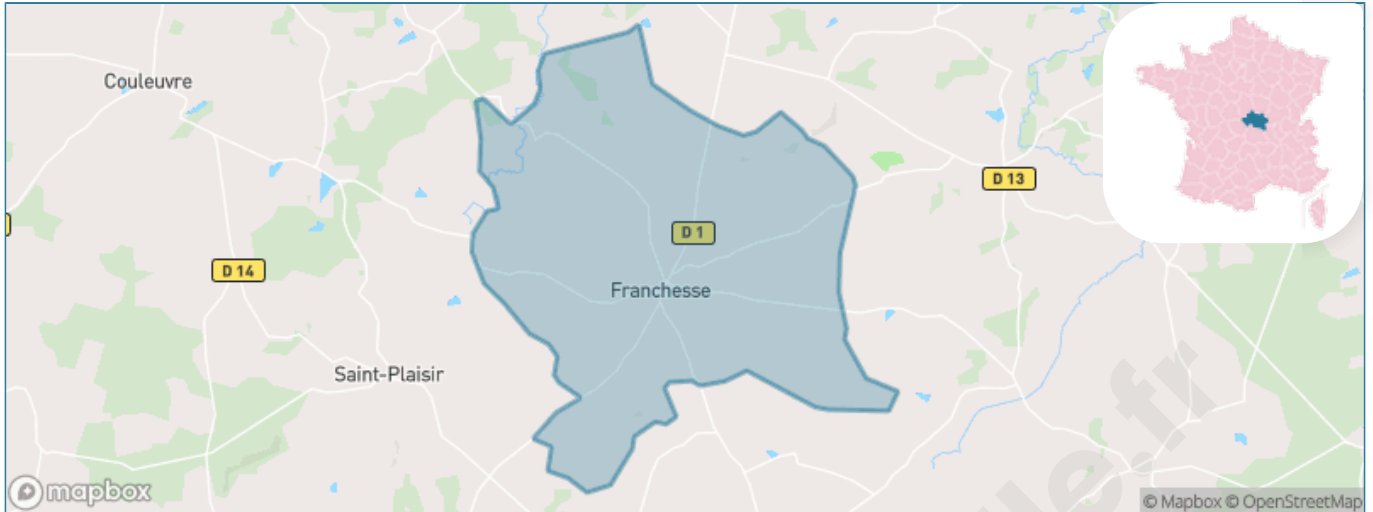 Couleuvre
D 13
D 1
D 14
Franchesse
Saint-Plaisir
mapbox
© Mapbox © OpenStreetMap